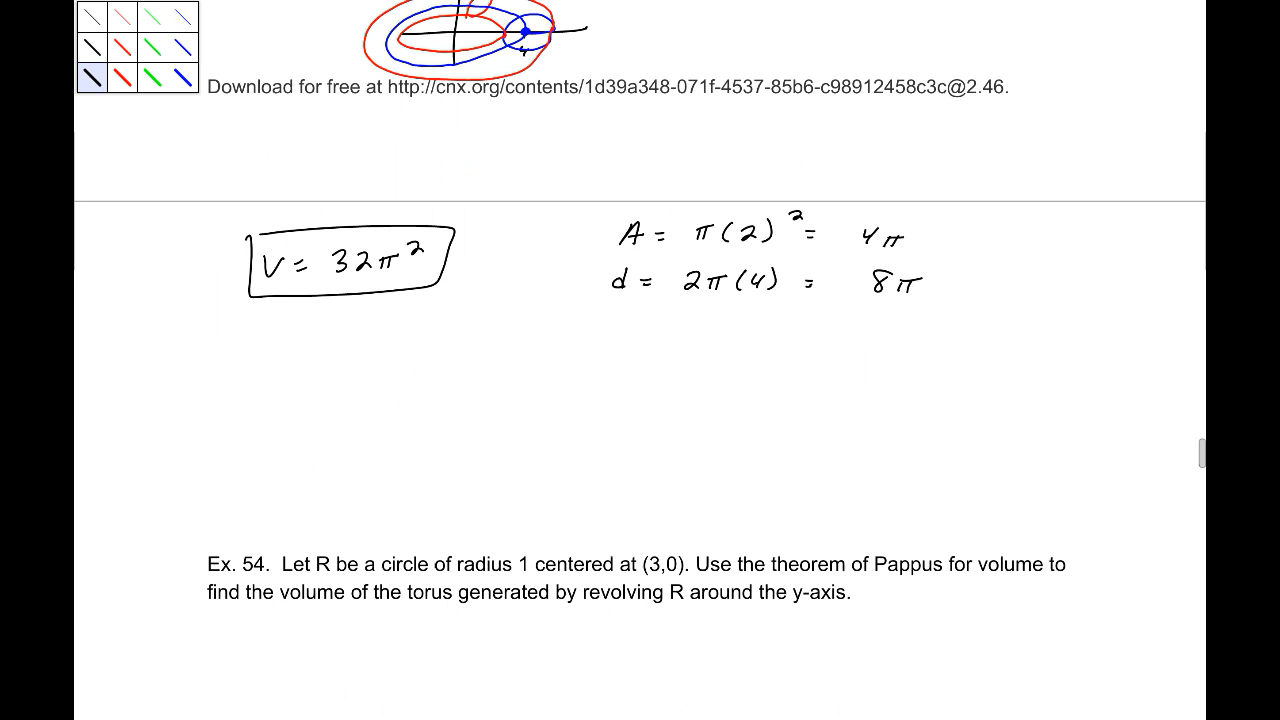 4
Download for free at http://cnx.org/contents/1d39a348-071f-4537-85b6-c98912458c3c@2.46.
V = 32π²
A = π(2)² = 4π
d = 2π(4) = 8π
Ex. 54. Let R be a circle of radius 1 centered at (3,0). Use the theorem of Pappus for volume to
find the volume of the torus generated by revolving R around the y-axis.